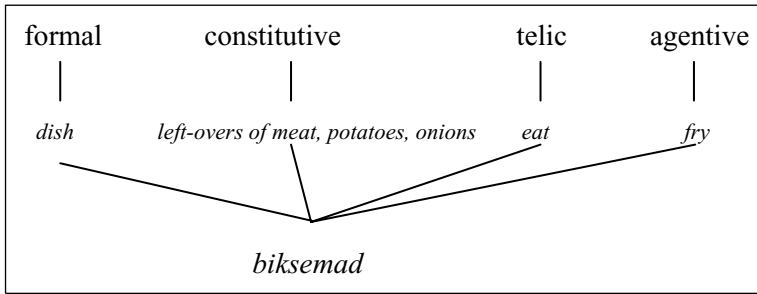 formal constitutive telic agentive
dish left-overs of meat, potatoes, onions eat fry
biksemad